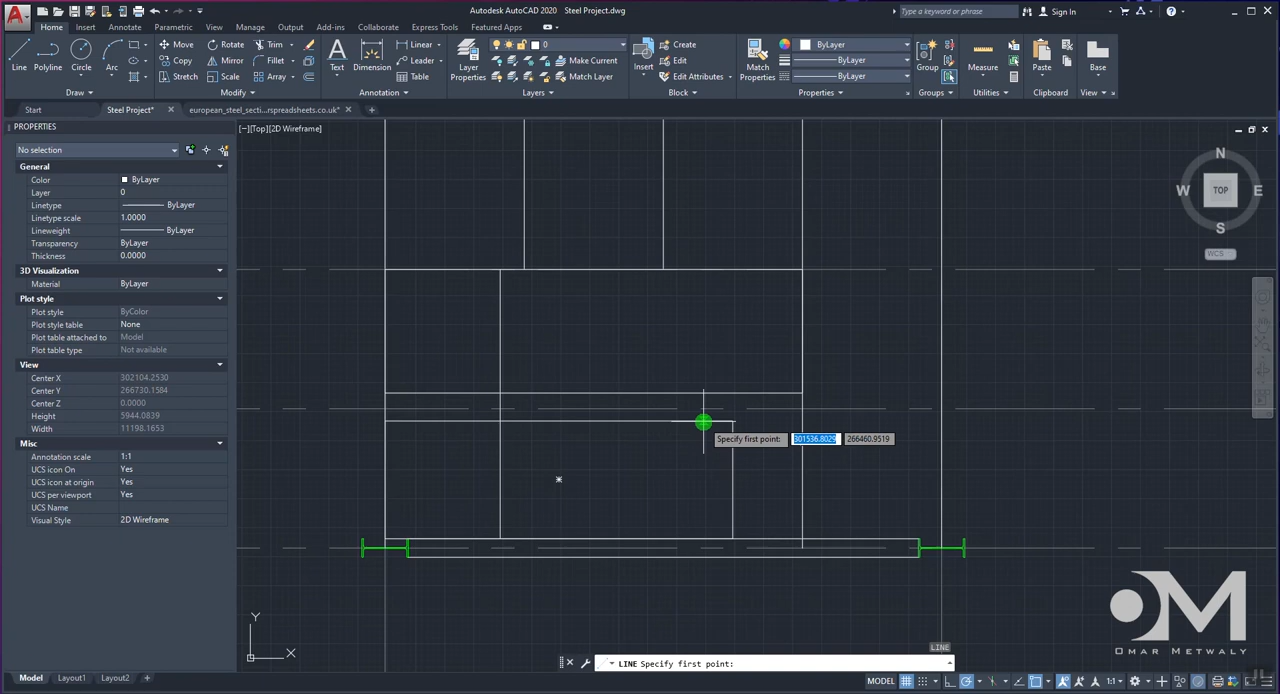 Autodesk AutoCAD 2020 Steel Project.dwg
Type a keyword or phrase
Sign In
Home Insert Annotate Parametric View Manage Output Add-ins Collaborate Express Tools Featured Apps
Line
Polyline
Circle
Arc
Move Rotate Trim
Copy Mirror Fillet
Stretch Scale Array
Text
Dimension
Linear
Leader
Table
Layer
Properties
0
Make Current
Match Layer
Insert
Create
Edit
Edit Attributes
Match
Properties
ByLayer
ByLayer
ByLayer
Group
Measure
Paste
Base
Draw
Modify
Annotation
Layers
Block
Properties
Groups
Utilities
Clipboard
View
Start Steel Project* european_steel_secti...rspreadsheets.co.uk*
PROPERTIES
[−][Top][2D Wireframe]
No selection
General
Color ByLayer
Layer 0
Linetype ByLayer
Linetype scale 1.0000
Lineweight ByLayer
Transparency ByLayer
Thickness 0.0000
3D Visualization
Material ByLayer
Plot style
Plot style ByColor
Plot style table None
Plot table attached to Model
Plot table type Not available
View
Center X 302104.2530
Center Y 266730.1584
Center Z 0.0000
Height 5944.0839
Width 11198.1653
Misc
Annotation scale 1:1
UCS icon On Yes
UCS icon at origin Yes
UCS per viewport Yes
UCS Name
Visual Style 2D Wireframe
N
W TOP E
S
WCS
Specify first point: 301536.8029 266460.9519
Y
X
OM
OMAR METWALY
LINE
LINE Specify first point:
Model Layout1 Layout2 +
MODEL 1:1